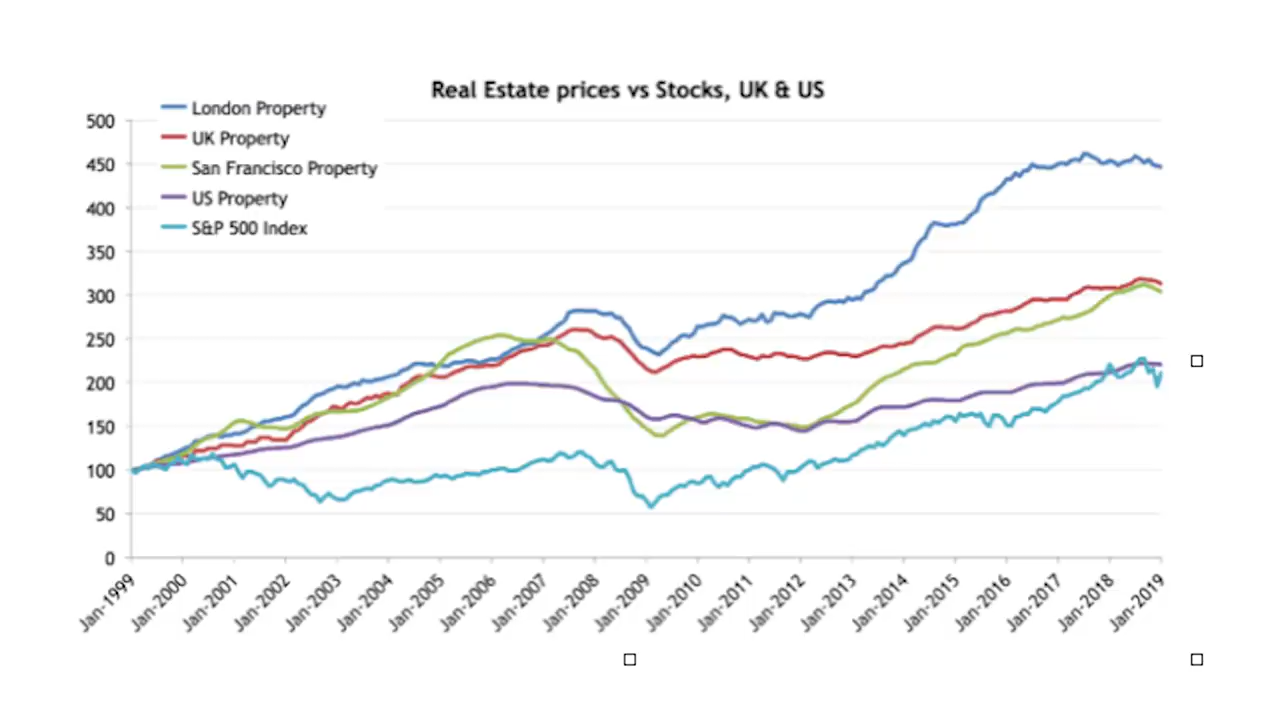 Real Estate prices vs Stocks, UK & US
London Property
UK Property
San Francisco Property
US Property
S&P 500 Index
500
450
400
350
300
250
200
150
100
50
0
Jan-1999
Jan-2000
Jan-2001
Jan-2002
Jan-2003
Jan-2004
Jan-2005
Jan-2006
Jan-2007
Jan-2008
Jan-2009
Jan-2010
Jan-2011
Jan-2012
Jan-2013
Jan-2014
Jan-2015
Jan-2016
Jan-2017
Jan-2018
Jan-2019